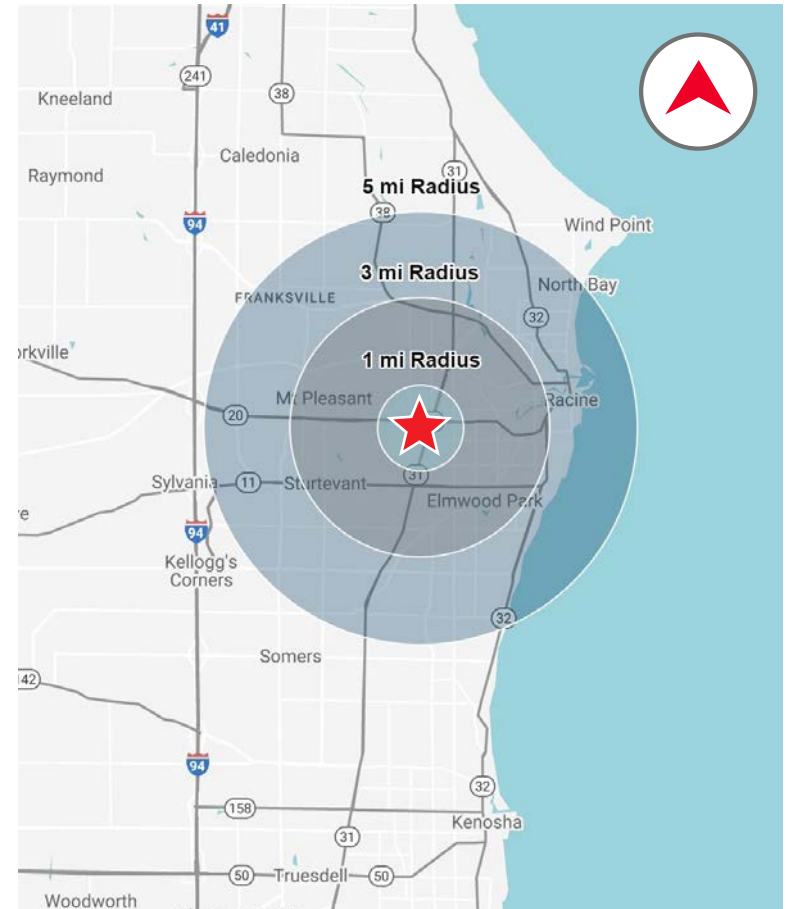 41
241
38
Kneeland
Caledonia
Raymond
31
5 mi Radius
38
94
Wind Point
3 mi Radius
North Bay
FRANKSVILLE
32
orkville
1 mi Radius
Mt Pleasant
Racine
20
31
Sylvania
11
Sturtevant
Elmwood Park
e
94
Kellogg's
Corners
32
Somers
42
94
32
158
Kenosha
31
50
Truesdell
50
Woodworth